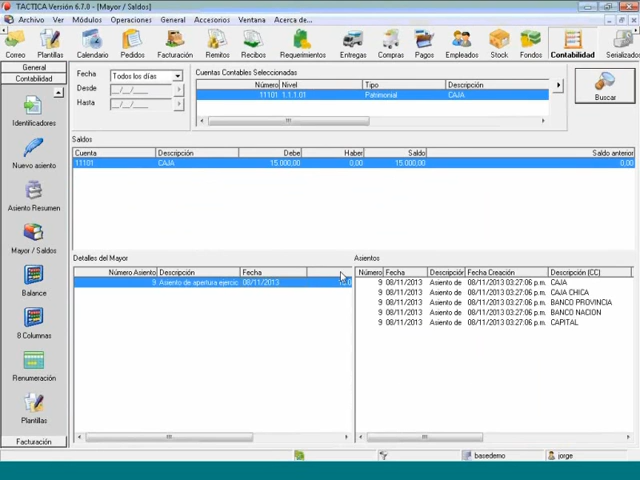 TACTICA Versión 6.7.0 - [Mayor / Saldos]
Archivo Ver Módulos Operaciones General Accesorios Ventana Acerca de...
Correo Plantillas Calendario Pedidos Facturación Remitos Recibos Requerimientos Entregas Compras Pagos Empleados Stock Fondos Contabilidad Serializado
General
Contabilidad
Identificadores
Nuevo asiento
Asiento Resumen
Mayor / Saldos
Balance
8 Columnas
Renumeración
Plantillas
Facturación
Fecha Todos los días
Desde __/__/____
Hasta __/__/____
Cuentas Contables Seleccionadas
Número Nivel Tipo Descripción
11101 1.1.1.01 Patrimonial CAJA
Buscar
Saldos
Cuenta Descripción Debe Haber Saldo Saldo anterior
11101 CAJA 15.000,00 0,00 15.000,00 0,00
Detalles del Mayor
Número Asiento Descripción Fecha
9 Asiento de apertura ejercic 08/11/2013
Asientos
Número Fecha Descripción Fecha Creación Descripción (CC)
9 08/11/2013 Asiento de 08/11/2013 03:27:06 p.m. CAJA
9 08/11/2013 Asiento de 08/11/2013 03:27:06 p.m. CAJA CHICA
9 08/11/2013 Asiento de 08/11/2013 03:27:06 p.m. BANCO PROVINCIA
9 08/11/2013 Asiento de 08/11/2013 03:27:06 p.m. BANCO NACION
9 08/11/2013 Asiento de 08/11/2013 03:27:06 p.m. CAPITAL
basedemo jorge